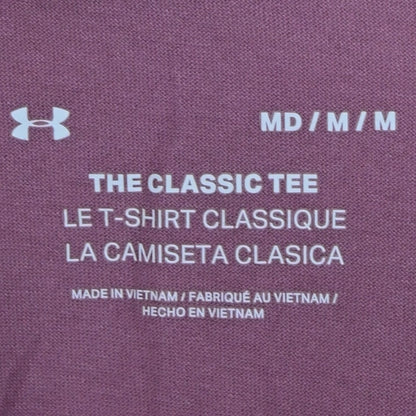 MD / M / M
THE CLASSIC TEE
LE T-SHIRT CLASSIQUE
LA CAMISETA CLASICA
MADE IN VIETNAM / FABRIQUÉ AU VIETNAM /
HECHO EN VIETNAM